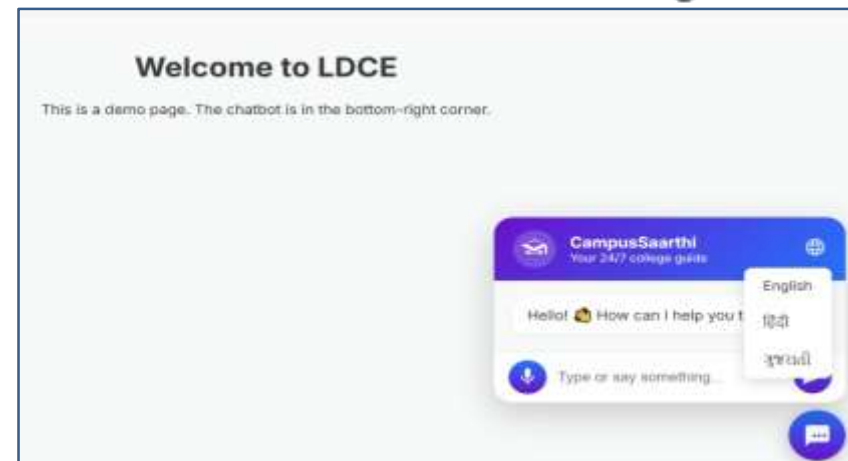 Welcome to LDCE
This is a demo page. The chatbot is in the bottom-right corner.
CampusSaarthi
Your 24/7 college guide
English
Hello! How can I help you t
हिंदी
ગુજરાતી
Type or say something...